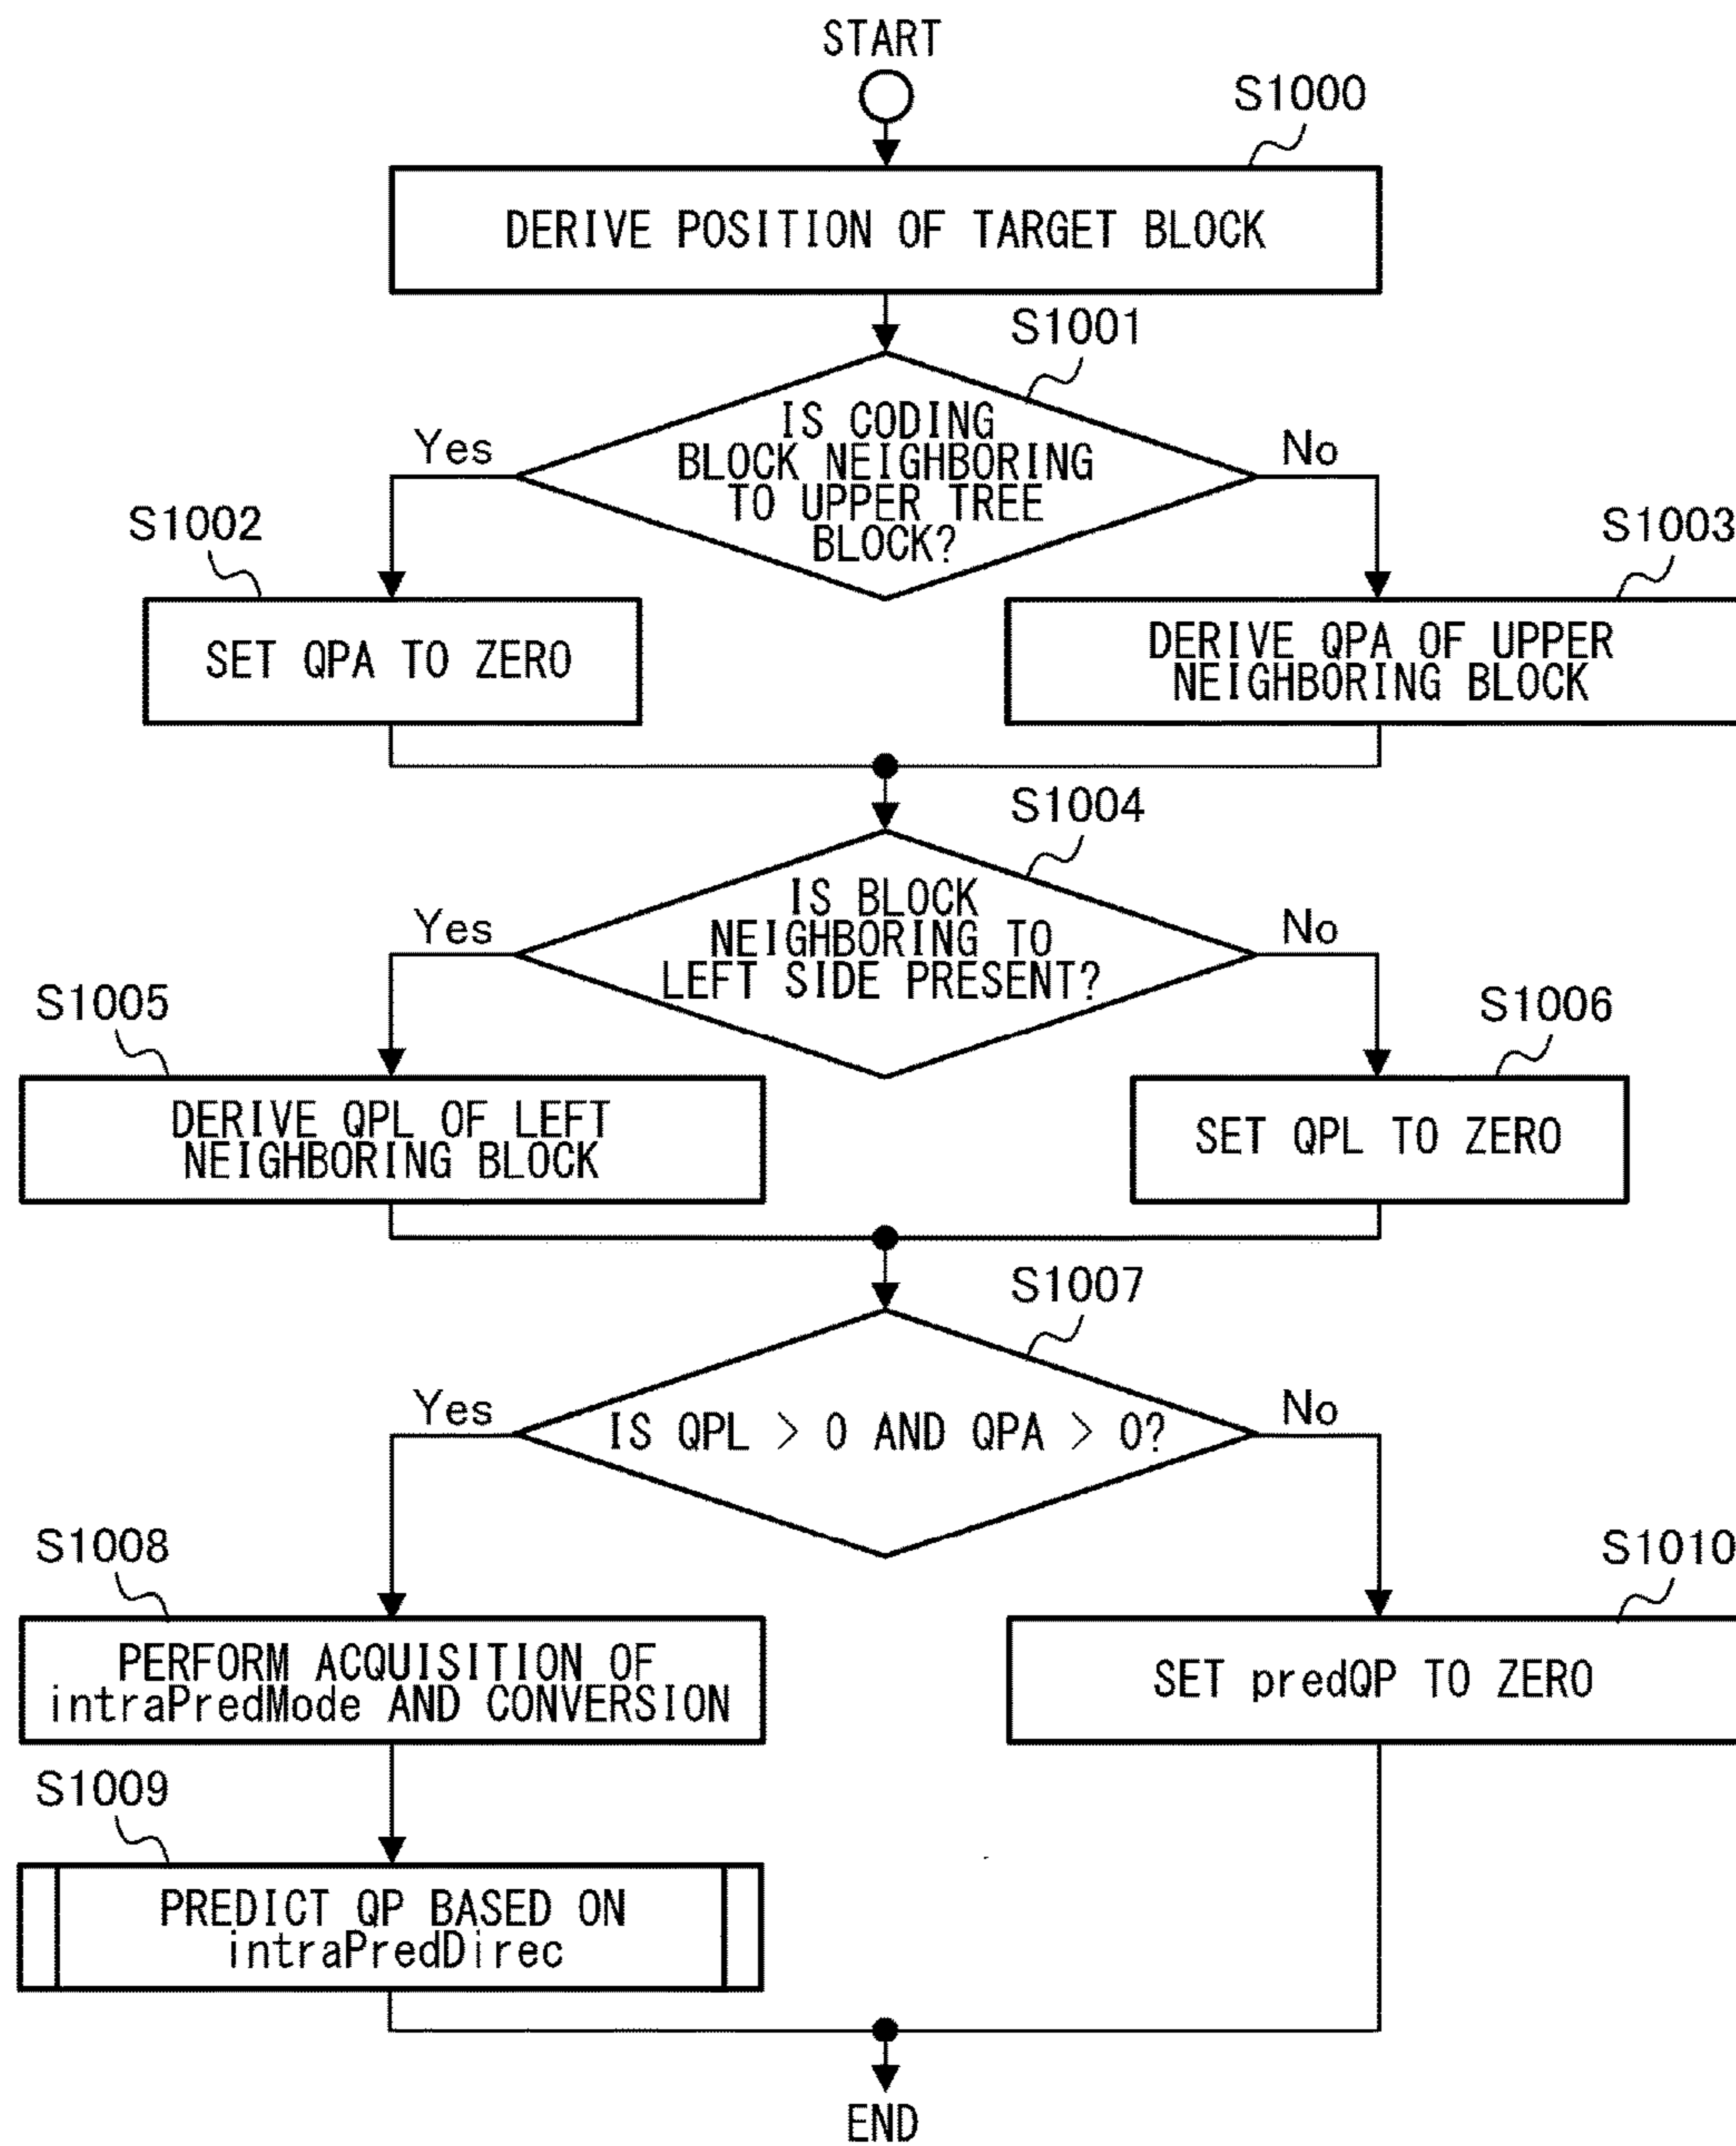 START
S1000
DERIVE POSITION OF TARGET BLOCK
S1001
IS CODING
BLOCK NEIGHBORING
TO UPPER TREE
BLOCK?
Yes
No
S1002
SET QPA TO ZERO
S1003
DERIVE QPA OF UPPER
NEIGHBORING BLOCK
S1004
IS BLOCK
NEIGHBORING TO
LEFT SIDE PRESENT?
Yes
No
S1005
DERIVE QPL OF LEFT
NEIGHBORING BLOCK
S1006
SET QPL TO ZERO
S1007
IS QPL > 0 AND QPA > 0?
Yes
No
S1008
PERFORM ACQUISITION OF
intraPredMode AND CONVERSION
S1010
SET predQP TO ZERO
S1009
PREDICT QP BASED ON
intraPredDirec
END